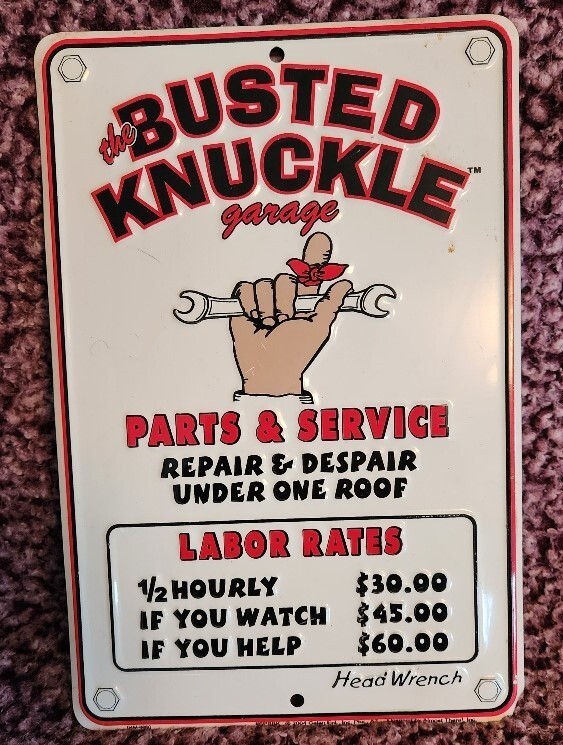 the BUSTED
KNUCKLE™
garage
PARTS & SERVICE
REPAIR & DESPAIR
UNDER ONE ROOF
LABOR RATES
1/2 HOURLY $30.00
IF YOU WATCH $45.00
IF YOU HELP $60.00
Head Wrench